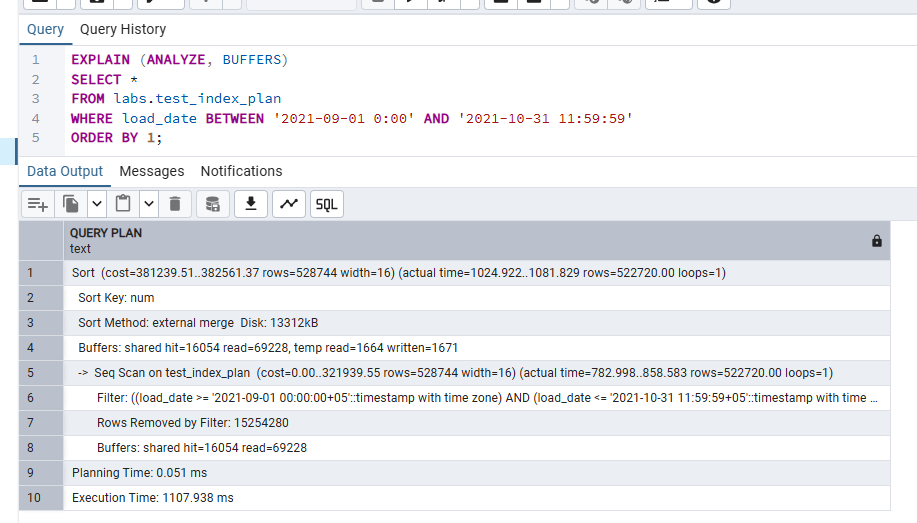 Query Query History
1 EXPLAIN (ANALYZE, BUFFERS)
2 SELECT *
3 FROM labs.test_index_plan
4 WHERE load_date BETWEEN '2021-09-01 0:00' AND '2021-10-31 11:59:59'
5 ORDER BY 1;
Data Output Messages Notifications
SQL
QUERY PLAN
text
1 Sort (cost=381239.51..382561.37 rows=528744 width=16) (actual time=1024.922..1081.829 rows=522720.00 loops=1)
2 Sort Key: num
3 Sort Method: external merge Disk: 13312kB
4 Buffers: shared hit=16054 read=69228, temp read=1664 written=1671
5 -> Seq Scan on test_index_plan (cost=0.00..321939.55 rows=528744 width=16) (actual time=782.998..858.583 rows=522720.00 loops=1)
6 Filter: ((load_date >= '2021-09-01 00:00:00+05'::timestamp with time zone) AND (load_date <= '2021-10-31 11:59:59+05'::timestamp with time ...
7 Rows Removed by Filter: 15254280
8 Buffers: shared hit=16054 read=69228
9 Planning Time: 0.051 ms
10 Execution Time: 1107.938 ms